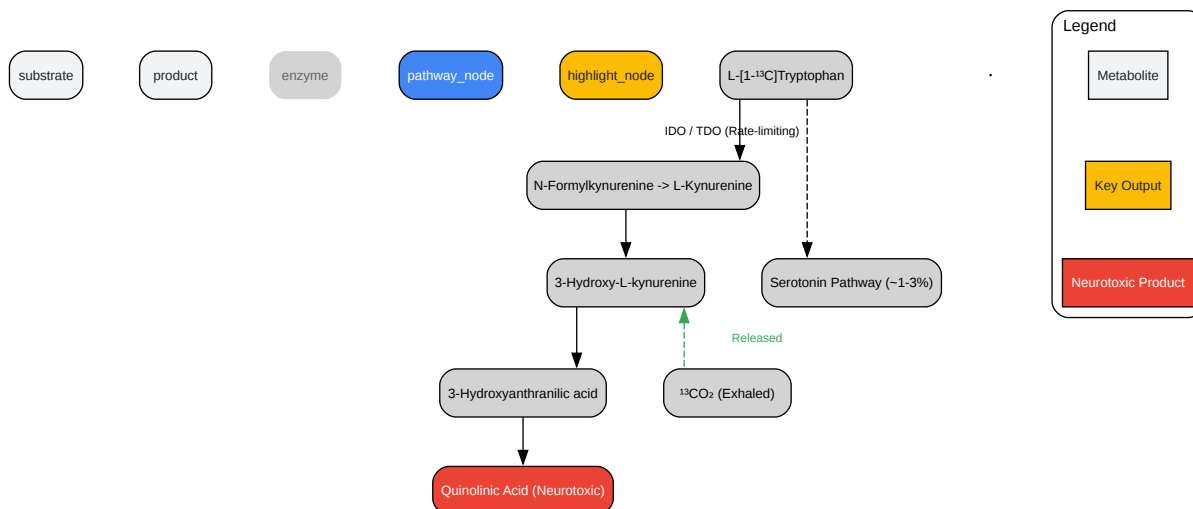 Legend
substrate
product
enzyme
pathway_node
highlight_node
L-[1-¹³C]Tryptophan
Metabolite
IDO / TDO (Rate-limiting)
N-Formylkynurenine -> L-Kynurenine
Key Output
3-Hydroxy-L-kynurenine
Serotonin Pathway (~1-3%)
Neurotoxic Product
Released
3-Hydroxyanthranilic acid
¹³CO₂ (Exhaled)
Quinolinic Acid (Neurotoxic)